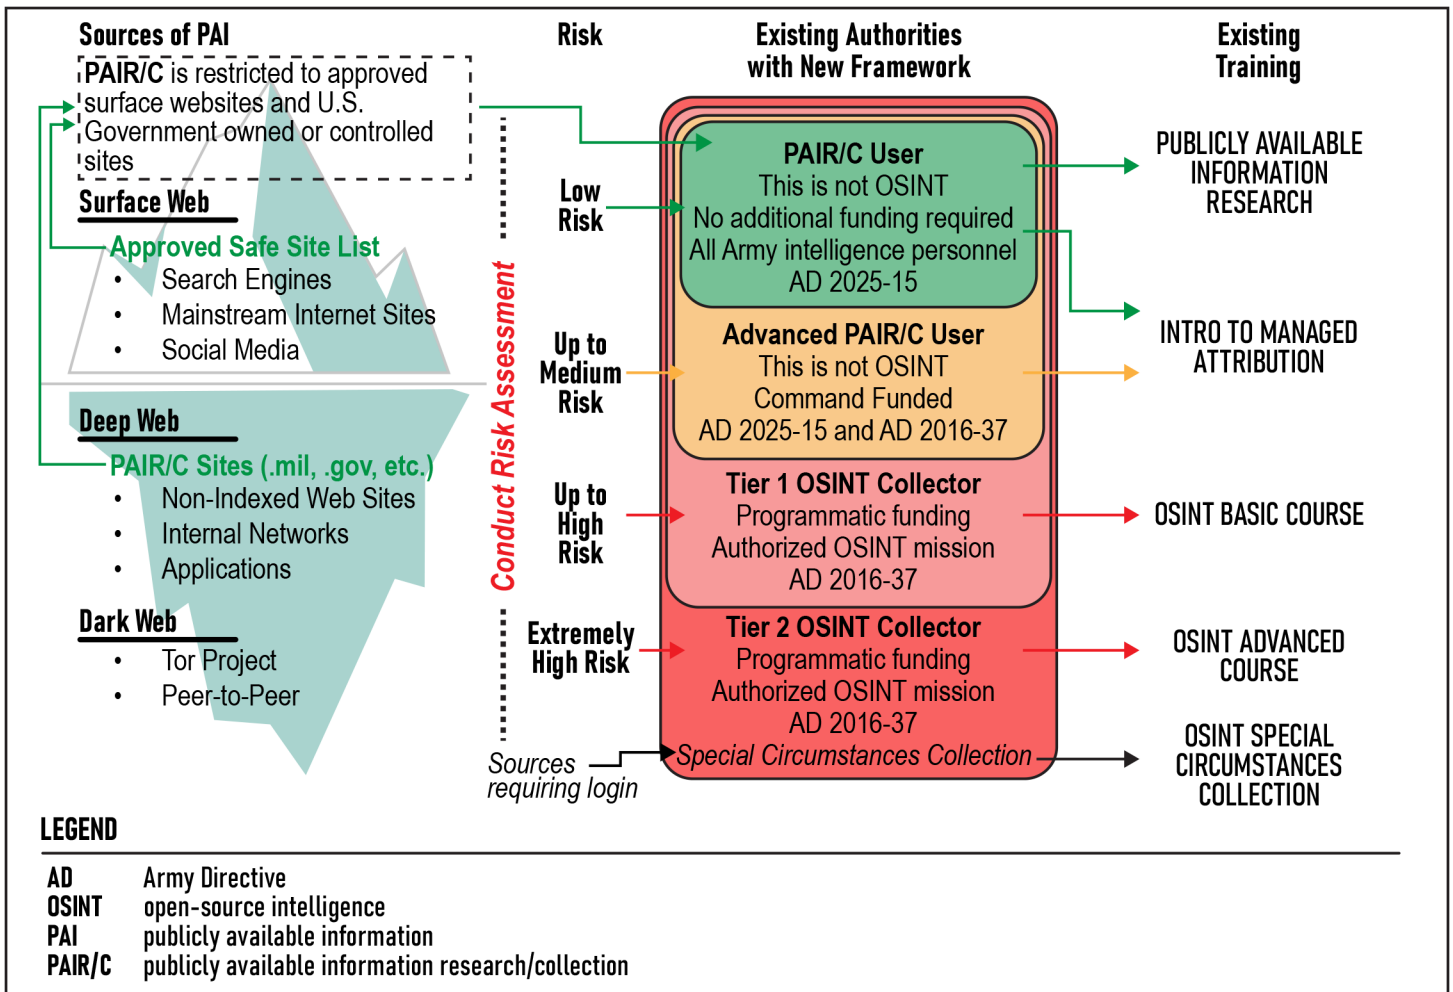 Sources of PAI
PAIR/C is restricted to approved
surface websites and U.S.
Government owned or controlled
sites
Surface Web
Approved Safe Site List
• Search Engines
• Mainstream Internet Sites
• Social Media
Deep Web
PAIR/C Sites (.mil, .gov, etc.)
• Non-Indexed Web Sites
• Internal Networks
• Applications
Dark Web
• Tor Project
• Peer-to-Peer
Conduct Risk Assessment
Risk
Low
Risk
Up to
Medium
Risk
Up to
High
Risk
Extremely
High Risk
Sources
requiring login
Existing Authorities
with New Framework
PAIR/C User
This is not OSINT
No additional funding required
All Army intelligence personnel
AD 2025-15
Advanced PAIR/C User
This is not OSINT
Command Funded
AD 2025-15 and AD 2016-37
Tier 1 OSINT Collector
Programmatic funding
Authorized OSINT mission
AD 2016-37
Tier 2 OSINT Collector
Programmatic funding
Authorized OSINT mission
AD 2016-37
Special Circumstances Collection
Existing
Training
PUBLICLY AVAILABLE
INFORMATION
RESEARCH
INTRO TO MANAGED
ATTRIBUTION
OSINT BASIC COURSE
OSINT ADVANCED
COURSE
OSINT SPECIAL
CIRCUMSTANCES
COLLECTION
LEGEND
AD Army Directive
OSINT open-source intelligence
PAI publicly available information
PAIR/C publicly available information research/collection